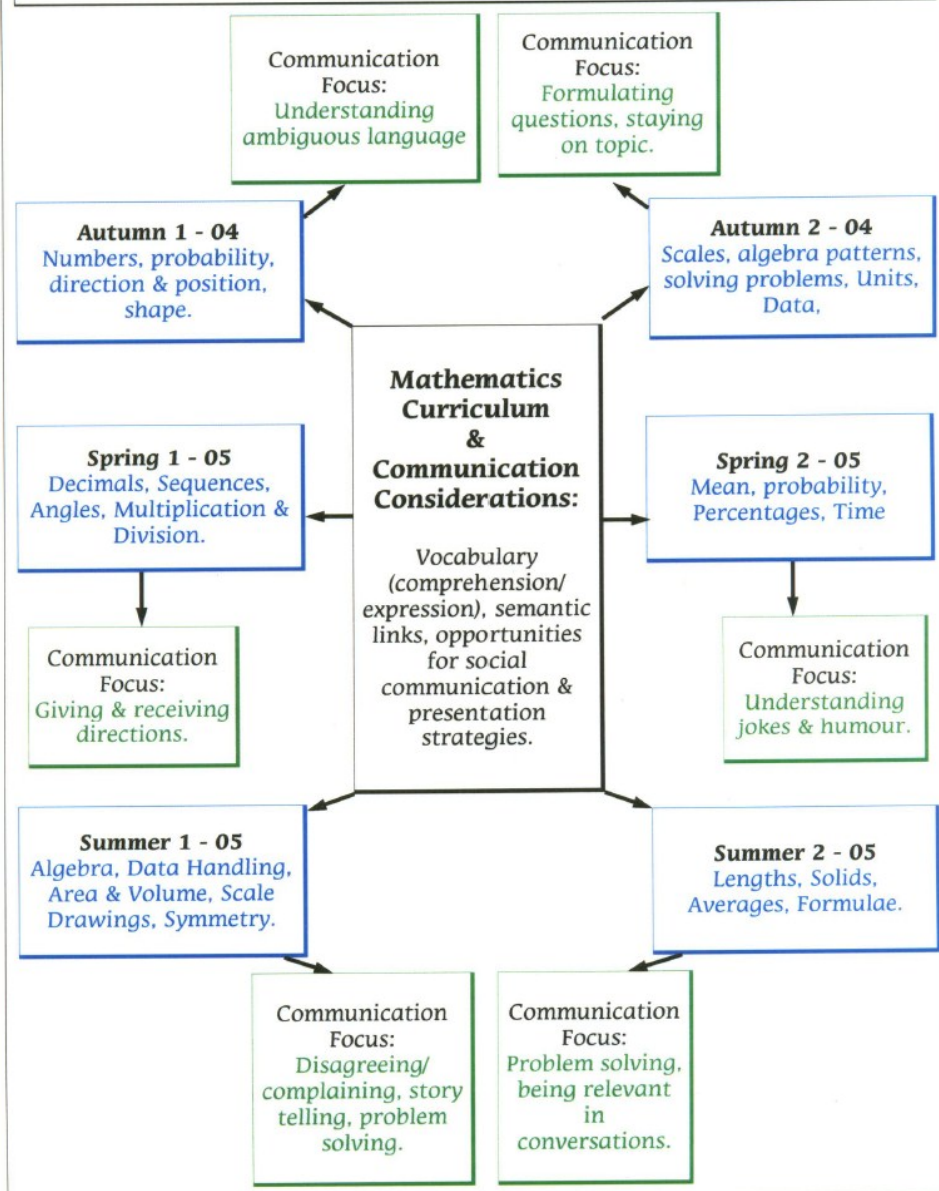 Communication
Focus:
Understanding
ambiguous language
Communication
Focus:
Formulating
questions, staying
on topic.
Autumn 1 - 04
Numbers, probability,
direction & position,
shape.
Autumn 2 - 04
Scales, algebra patterns,
solving problems, Units,
Data,
Mathematics
Curriculum
&
Communication
Considerations:
Vocabulary
(comprehension/
expression), semantic
links, opportunities
for social
communication &
presentation
strategies.
Spring 1 - 05
Decimals, Sequences,
Angles, Multiplication &
Division.
Spring 2 - 05
Mean, probability,
Percentages, Time
Communication
Focus:
Giving & receiving
directions.
Communication
Focus:
Understanding
jokes & humour.
Summer 1 - 05
Algebra, Data Handling,
Area & Volume, Scale
Drawings, Symmetry.
Summer 2 - 05
Lengths, Solids,
Averages, Formulae.
Communication
Focus:
Disagreeing/
complaining, story
telling, problem
solving.
Communication
Focus:
Problem solving,
being relevant
in
conversations.